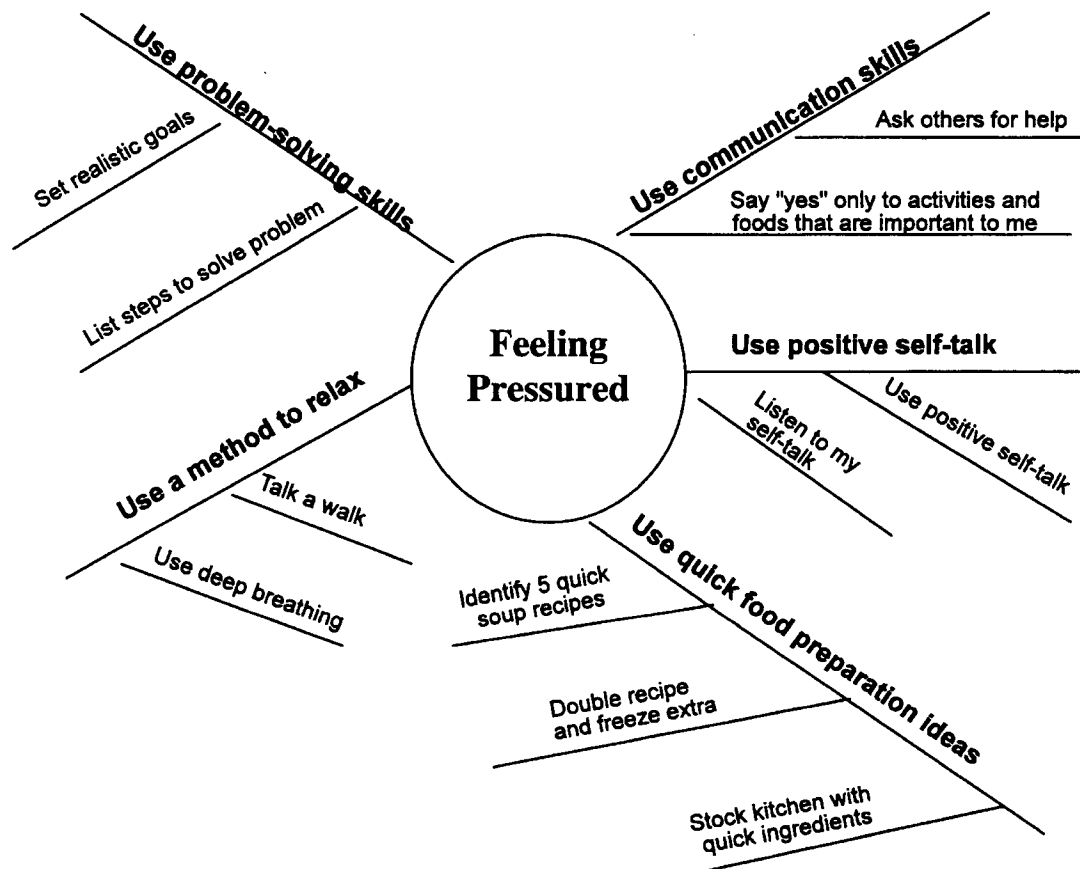 Use problem-solving skills
Set realistic goals
List steps to solve problem
Use communication skills
Ask others for help
Say "yes" only to activities and
foods that are important to me
Feeling
Pressured
Use positive self-talk
Use positive self-talk
Listen to my
self-talk
Use a method to relax
Talk a walk
Use deep breathing
Use quick food preparation ideas
Identify 5 quick
soup recipes
Double recipe
and freeze extra
Stock kitchen with
quick ingredients